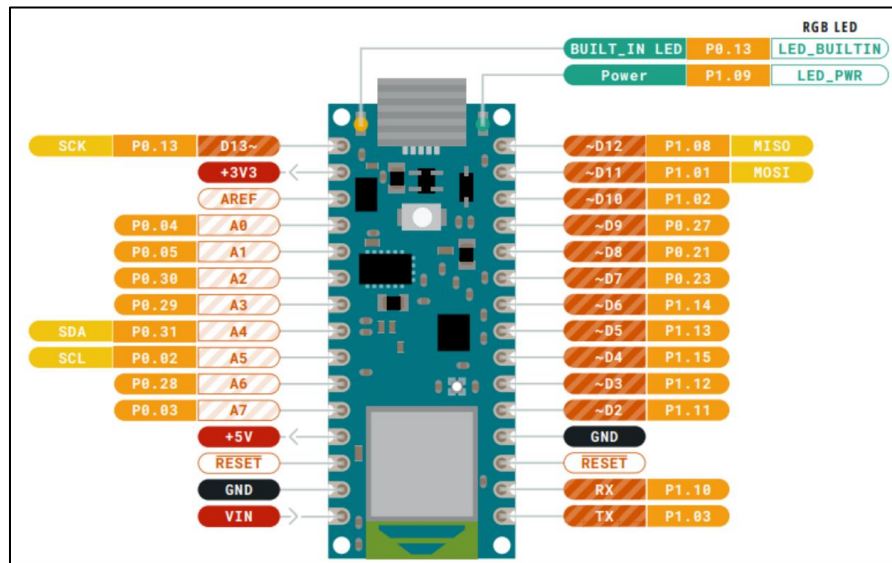 RGB LED
BUILT_IN LED P0.13 LED_BUILTIN
Power P1.09 LED_PWR
SCK P0.13 D13~ ~D12 P1.08 MISO
+3V3 ~D11 P1.01 MOSI
AREF ~D10 P1.02
P0.04 A0 ~D9 P0.27
P0.05 A1 ~D8 P0.21
P0.30 A2 ~D7 P0.23
P0.29 A3 ~D6 P1.14
SDA P0.31 A4 ~D5 P1.13
SCL P0.02 A5 ~D4 P1.15
P0.28 A6 ~D3 P1.12
P0.03 A7 ~D2 P1.11
+5V GND
RESET RESET
GND RX P1.10
VIN TX P1.03